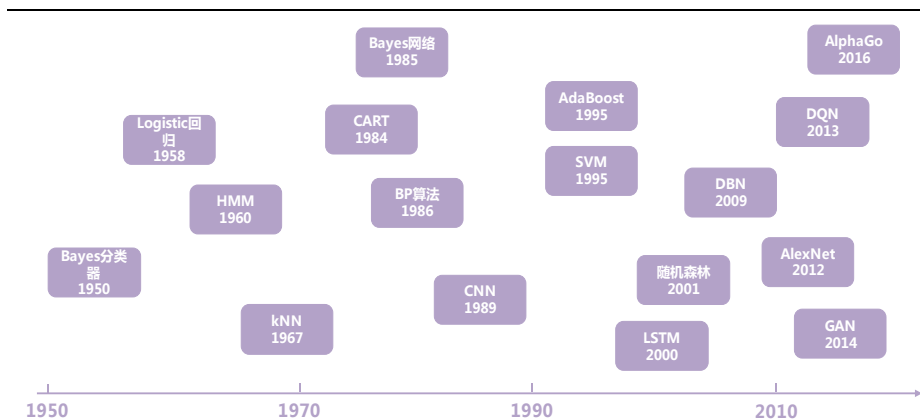 Bayes网络
1985
AlphaGo
2016
AdaBoost
1995
DQN
2013
CART
1984
Logistic回
归
1958
SVM
1995
DBN
2009
BP算法
1986
HMM
1960
AlexNet
2012
Bayes分类
器
1950
随机森林
2001
CNN
1989
kNN
1967
GAN
2014
LSTM
2000
1950
1970
1990
2010